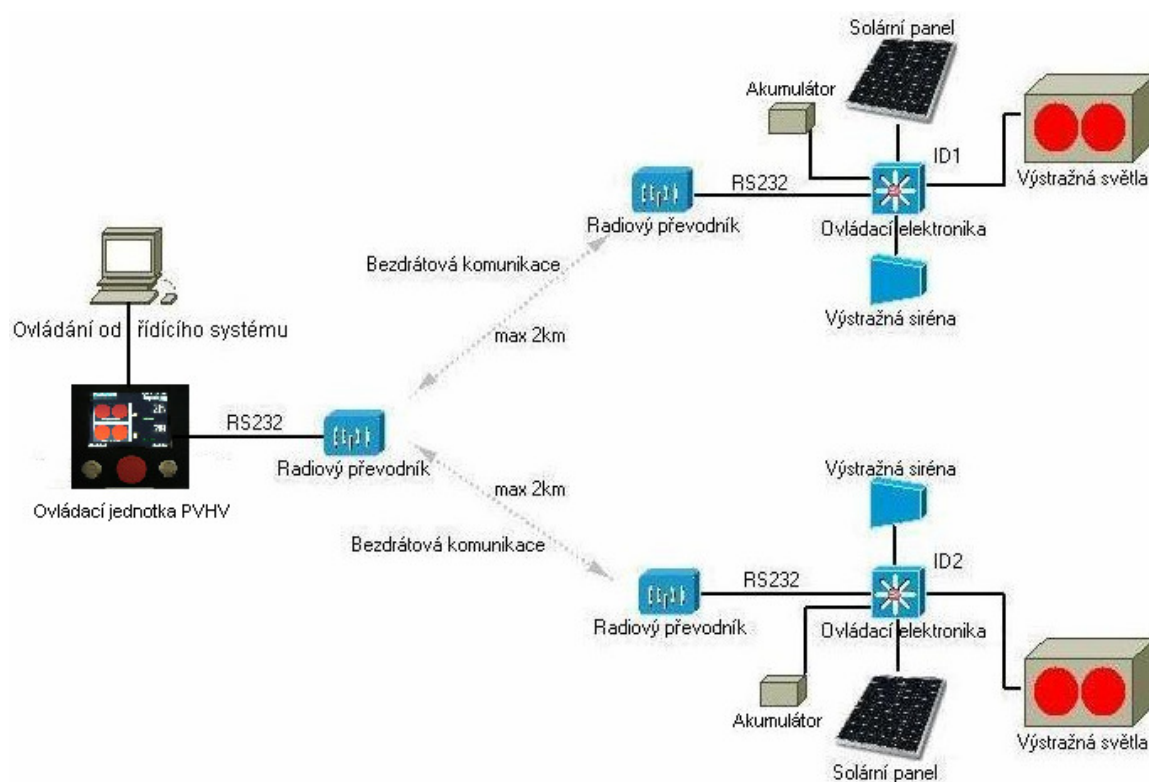 Solární panel
Akumulátor
ID1
RS232
Výstražná světla
Radiový převodník
Ovládací elektronika
Bezdrátová komunikace
Výstražná siréna
Ovládání od řídícího systému
max 2km
RS232
Radiový převodník
Ovládací jednotka PVHV
max 2km
Bezdrátová komunikace
Výstražná siréna
ID2
RS232
Radiový převodník
Ovládací elektronika
Akumulátor
Výstražná světla
Solární panel